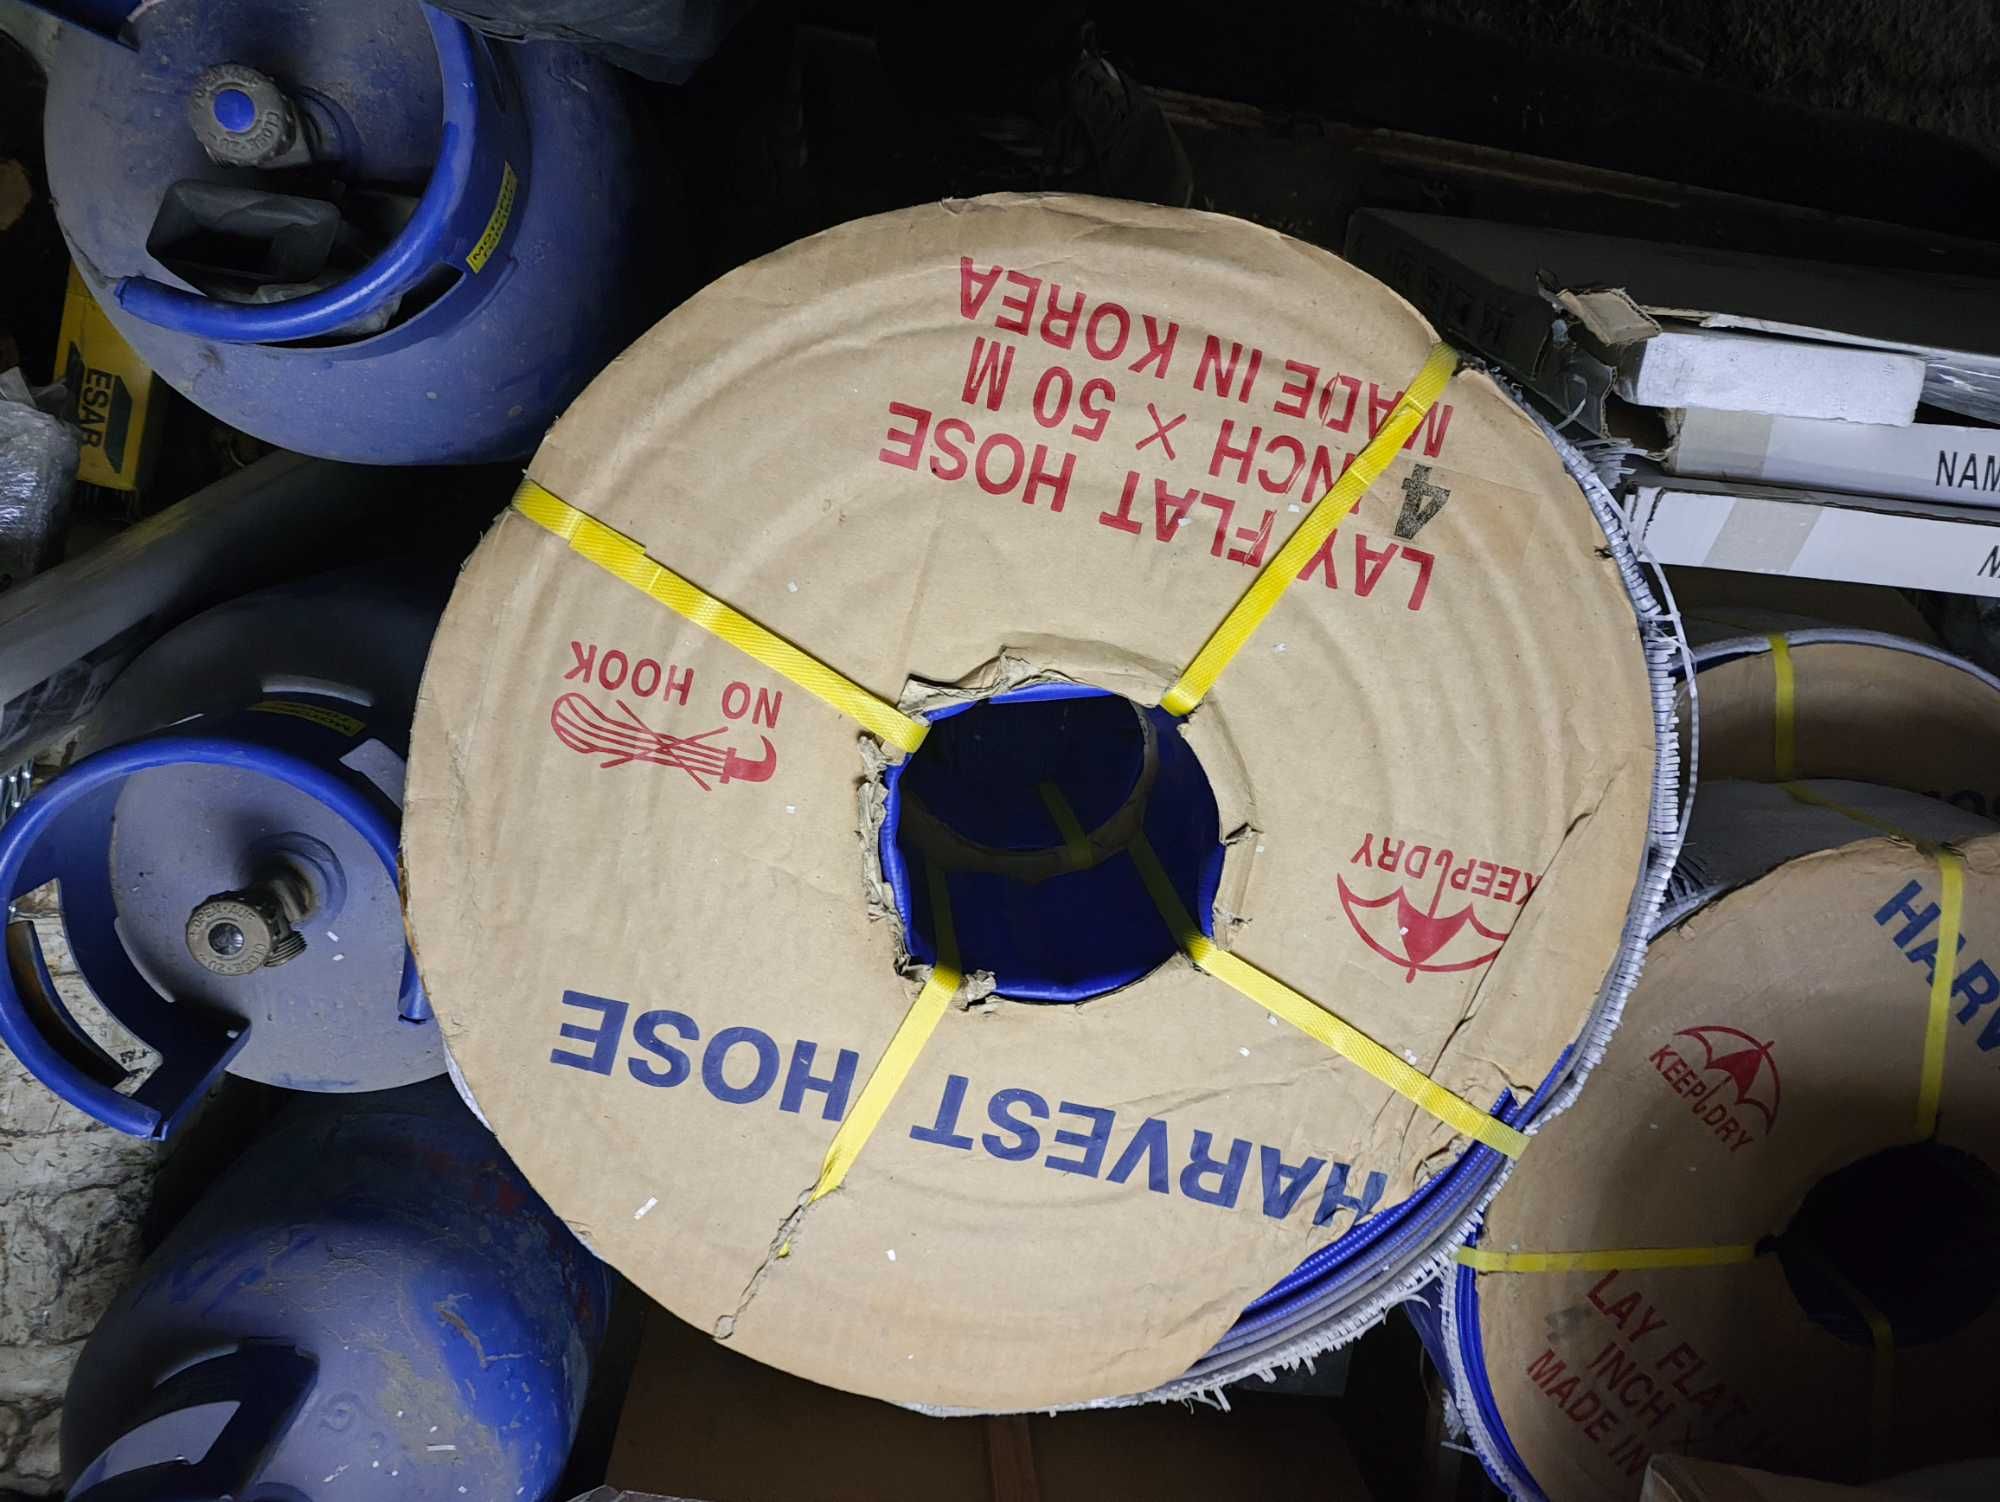 LAY FLAT HOSE
4 INCH × 50 M
MADE IN KOREA
NO HOOK
KEEP DRY
HARVEST HOSE
KEEP DRY
LAY FLAT
INCH ×
MADE IN
ESAB
NAM